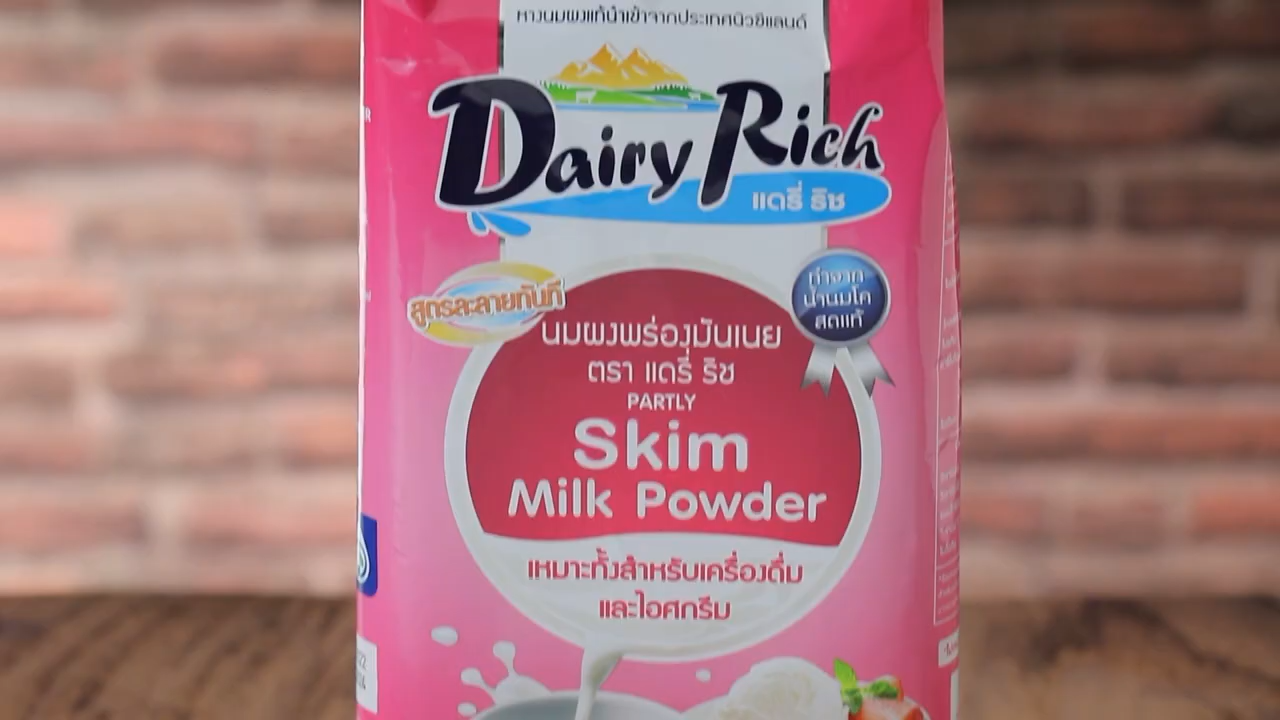 หางนมผงแท้นำเข้าจากประเทศนิวซีแลนด์
Dairy Rich
แดรี่ ริช
สูตรละลายทันที
ทำจาก
น้ำนมโค
สดแท้
นมผงพร่องมันเนย
ตรา แดรี่ ริช
PARTLY
Skim
Milk Powder
เหมาะทั้งสำหรับเครื่องดื่ม
และไอศกรีม